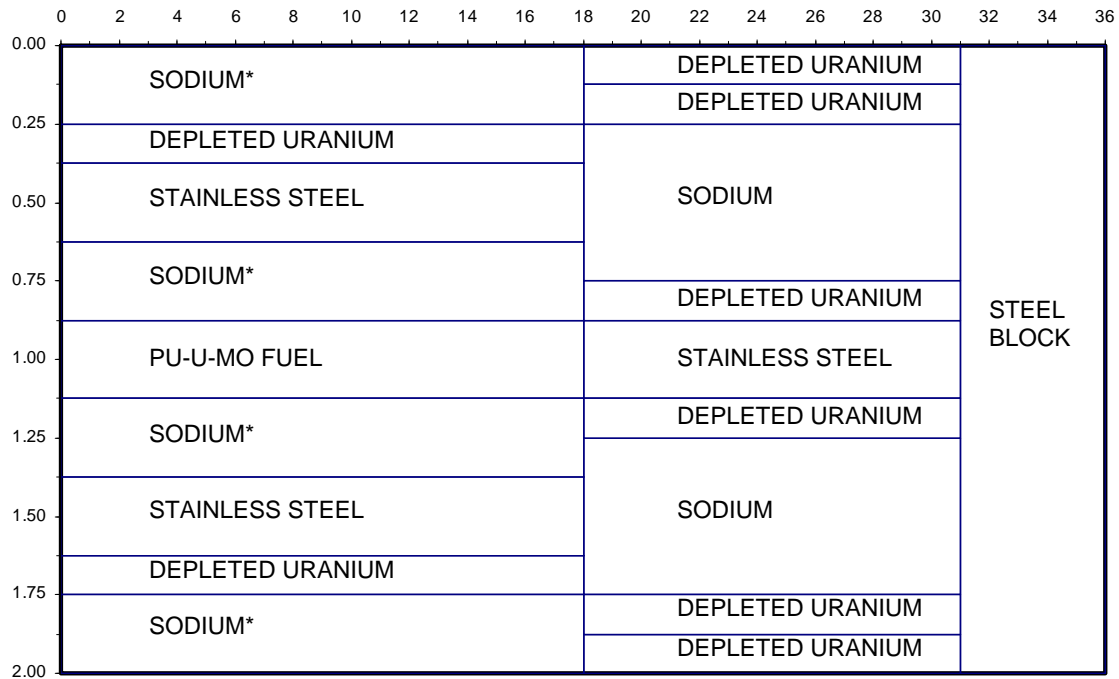 0 2 4 6 8 10 12 14 16 18 20 22 24 26 28 30 32 34 36
0.00
0.25
0.50
0.75
1.00
1.25
1.50
1.75
2.00
SODIUM*
DEPLETED URANIUM
STAINLESS STEEL
SODIUM*
PU-U-MO FUEL
SODIUM*
STAINLESS STEEL
DEPLETED URANIUM
SODIUM*
DEPLETED URANIUM
DEPLETED URANIUM
SODIUM
DEPLETED URANIUM
STAINLESS STEEL
DEPLETED URANIUM
SODIUM
DEPLETED URANIUM
DEPLETED URANIUM
STEEL
BLOCK